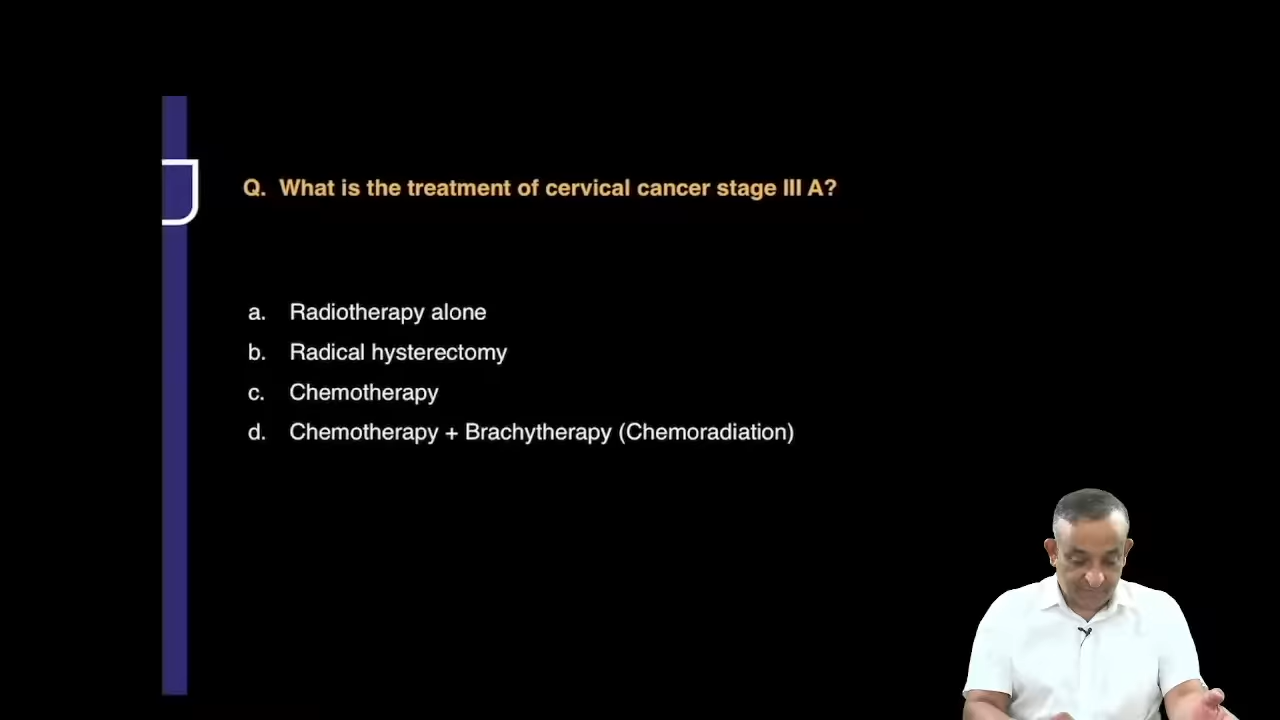 Q. What is the treatment of cervical cancer stage III A?
a. Radiotherapy alone
b. Radical hysterectomy
c. Chemotherapy
d. Chemotherapy + Brachytherapy (Chemoradiation)